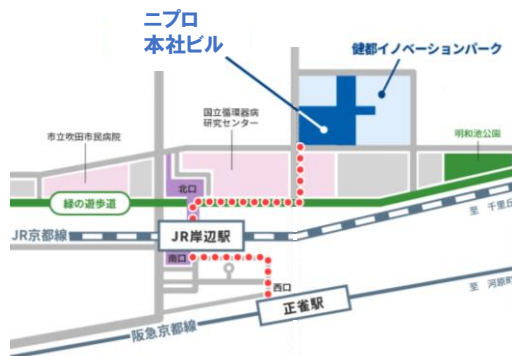 ニプロ
本社ビル
健都イノベーションパーク
国立循環器病
研究センター
市立吹田市民病院
明和池公園
北口
緑の遊歩道
至 千里丘
JR京都線
JR岸辺駅
南口
西口
至 河原町
正雀駅
阪急京都線